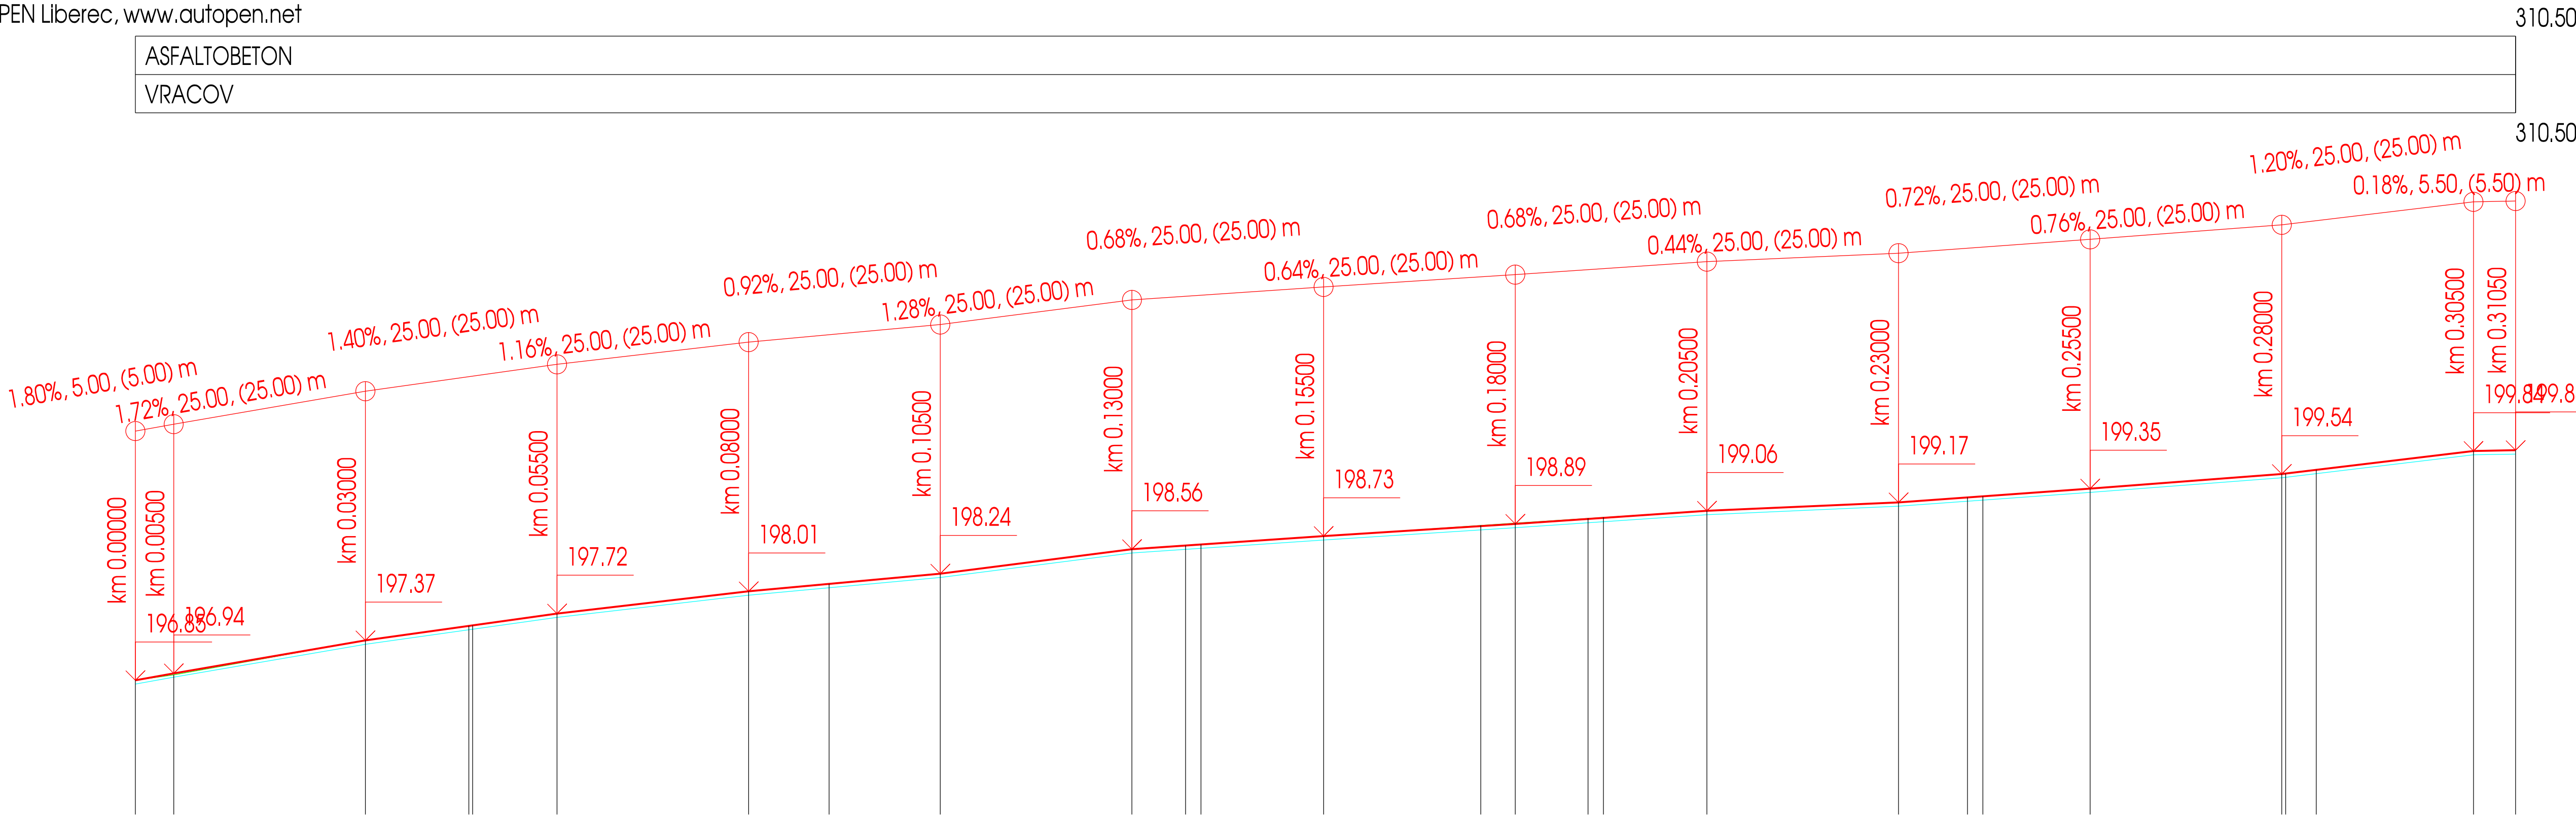 PEN Liberec, www.autopen.net
310.50
ASFALTOBETON
VRACOV
310.50
1.80%, 5.00, (5.00) m
1.72%, 25.00, (25.00) m
1.40%, 25.00, (25.00) m
1.16%, 25.00, (25.00) m
0.92%, 25.00, (25.00) m
1.28%, 25.00, (25.00) m
0.68%, 25.00, (25.00) m
0.64%, 25.00, (25.00) m
0.68%, 25.00, (25.00) m
0.44%, 25.00, (25.00) m
0.72%, 25.00, (25.00) m
0.76%, 25.00, (25.00) m
1.20%, 25.00, (25.00) m
0.18%, 5.50, (5.50) m
km 0.00000
km 0.00500
km 0.03000
km 0.05500
km 0.08000
km 0.10500
km 0.13000
km 0.15500
km 0.18000
km 0.20500
km 0.23000
km 0.25500
km 0.28000
km 0.30500
km 0.31050
196.85
196.94
197.37
197.72
198.01
198.24
198.56
198.73
198.89
199.06
199.17
199.35
199.54
199.84
199.8